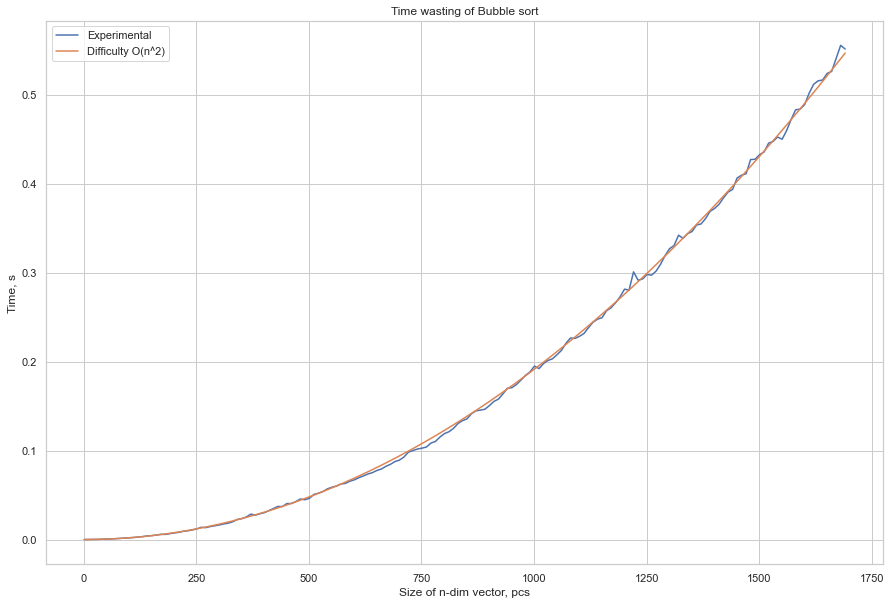 Time wasting of Bubble sort
Experimental
Difficulty O(n^2)
Time, s
0.5
0.4
0.3
0.2
0.1
0.0
0 250 500 750 1000 1250 1500 1750
Size of n-dim vector, pcs